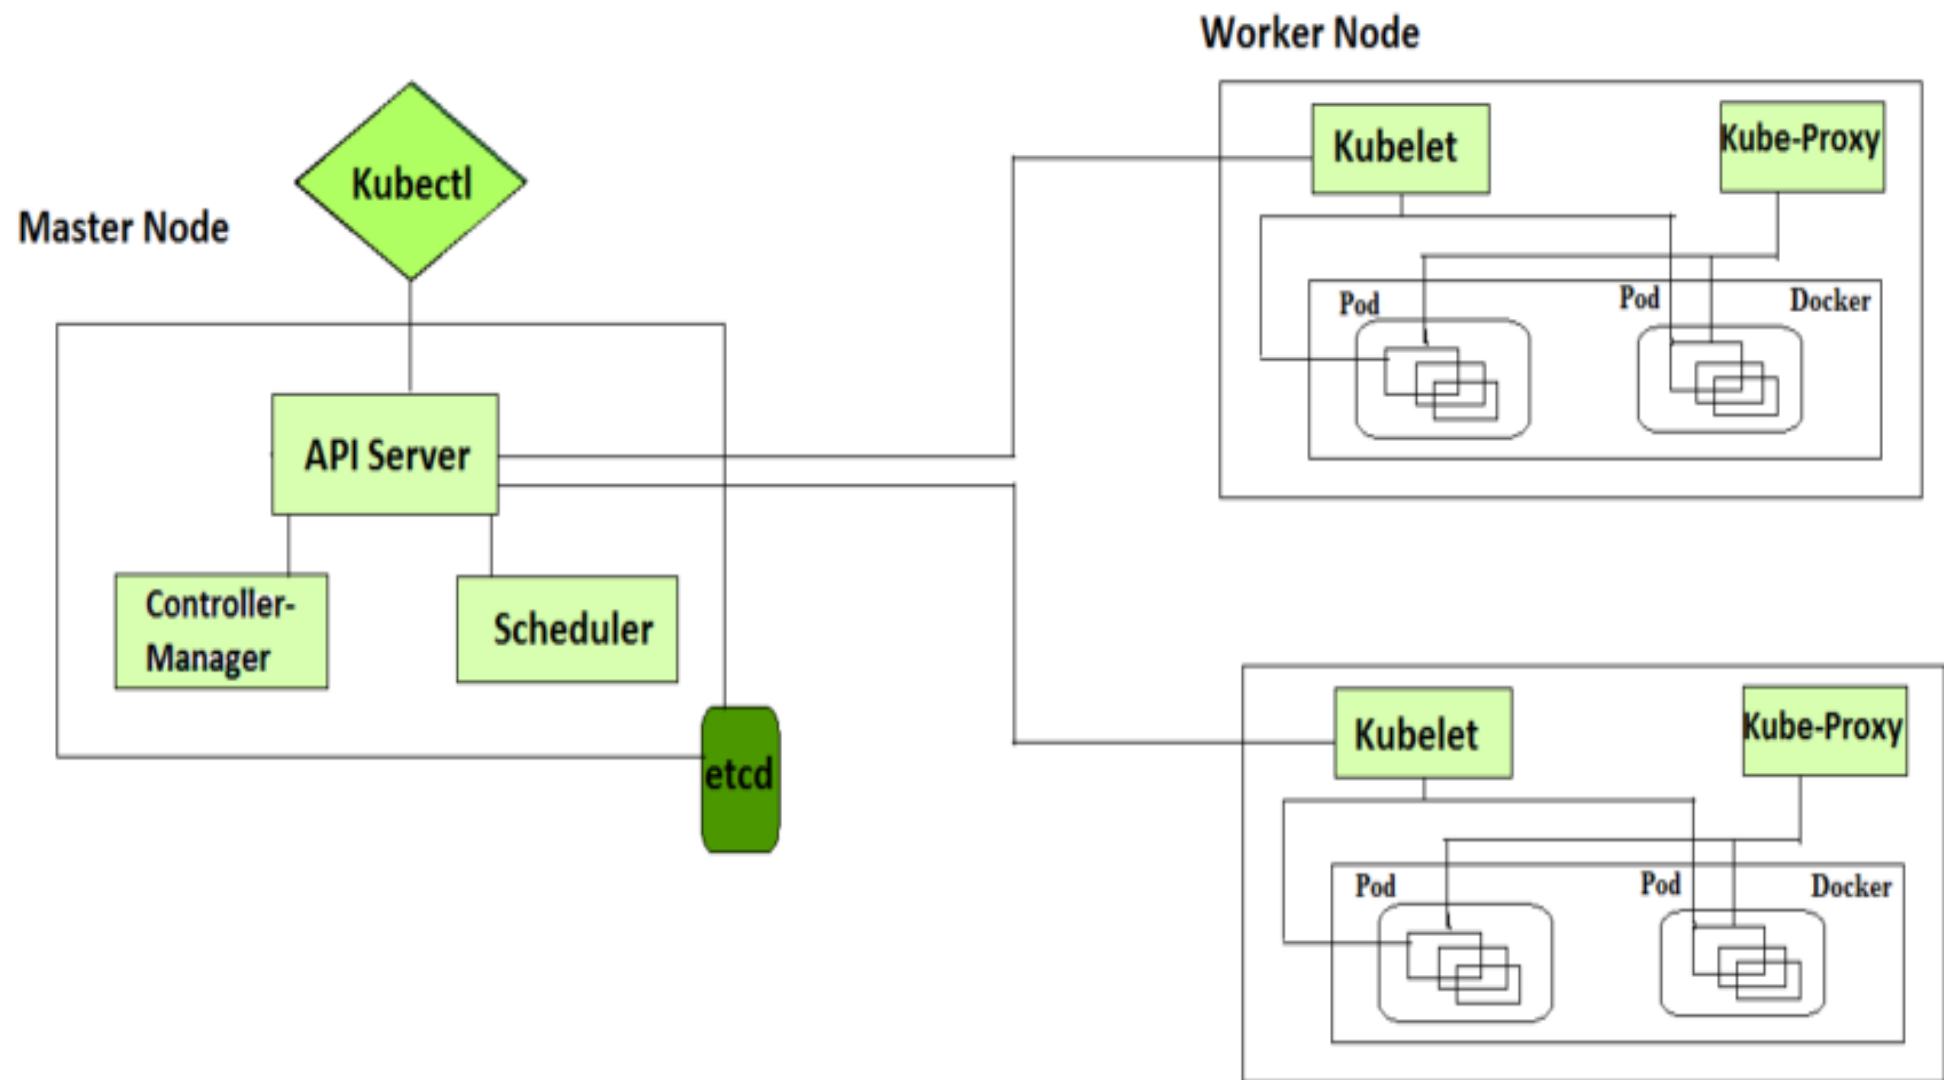 Worker Node
Kubectl
Master Node
API Server
Controller-
Manager
Scheduler
etcd
Kubelet
Kube-Proxy
Pod
Pod
Docker
Kubelet
Kube-Proxy
Pod
Pod
Docker